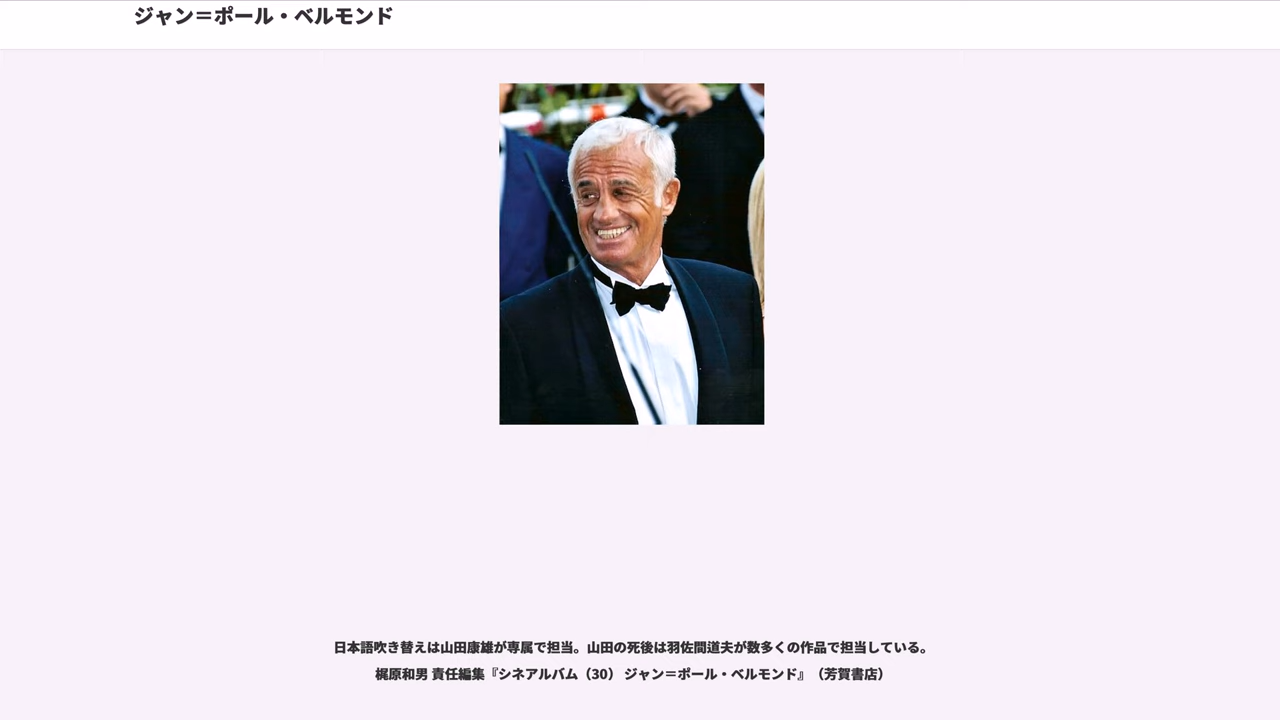 ジャン＝ポール・ベルモンド
日本語吹き替えは山田康雄が専属で担当。山田の死後は羽佐間道夫が数多くの作品で担当している。
梶原和男 責任編集『シネアルバム（30） ジャン＝ポール・ベルモンド』（芳賀書店）